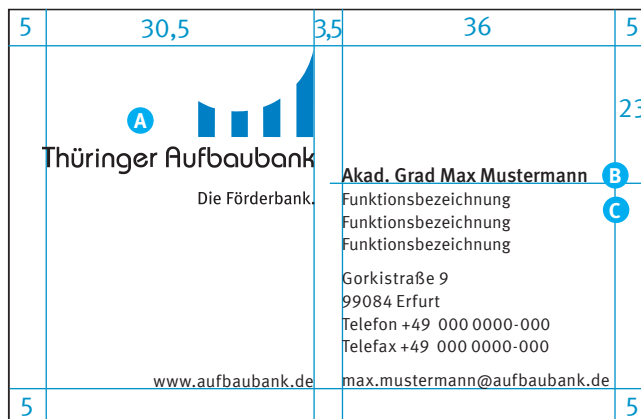 5 30,5 3,5 36 5
23
A
Thüringer Aufbaubank
Die Förderbank.
www.aufbaubank.de
Akad. Grad Max Mustermann
B
Funktionsbezeichnung
C
Funktionsbezeichnung
Funktionsbezeichnung
Gorkistraße 9
99084 Erfurt
Telefon +49 000 0000-000
Telefax +49 000 0000-000
max.mustermann@aufbaubank.de
5 5